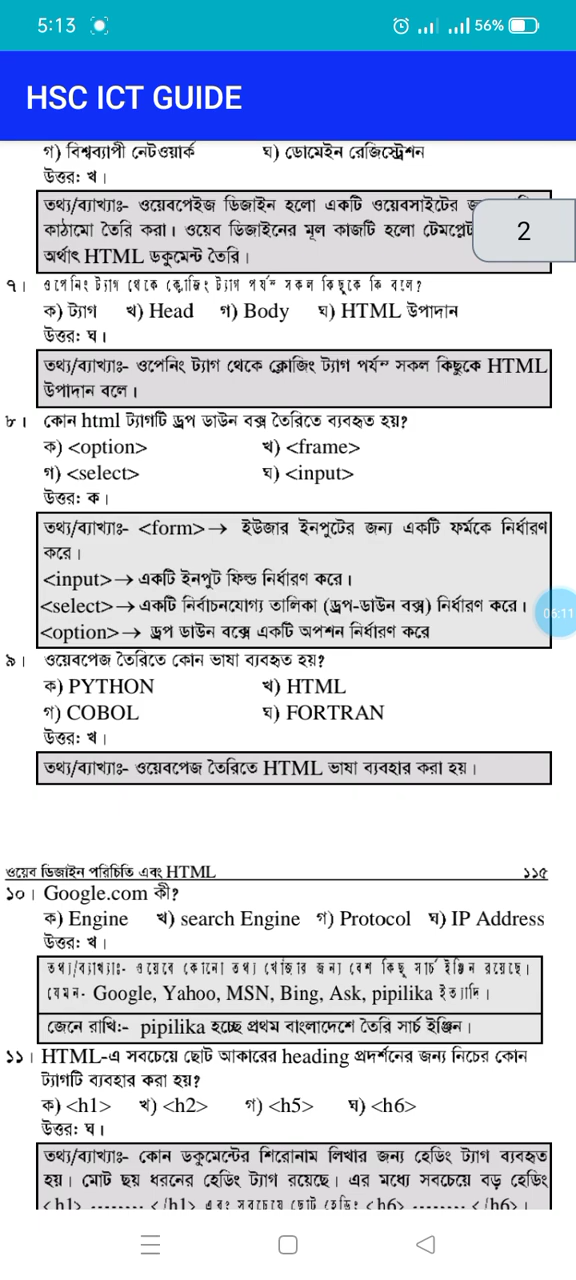 5:13
56%
HSC ICT GUIDE
গ) বিশ্বব্যাপী নেটওয়ার্ক ঘ) ডোমেইন রেজিস্ট্রেশন
উত্তর: খ।
তথ্য/ব্যাখ্যাঃ- ওয়েবপেইজ ডিজাইন হলো একটি ওয়েবসাইটের
কাঠামো তৈরি করা। ওয়েব ডিজাইনের মূল কাজটি হলো টেমপ্লেট
2
অর্থাৎ HTML ডকুমেন্ট তৈরি।
৭। ওপেনিং ট্যাগ থেকে ক্লোজিং ট্যাগ পর্যন্ত সকল কিছুকে কি বলে?
ক) ট্যাগ খ) Head গ) Body ঘ) HTML উপাদান
উত্তর: ঘ।
তথ্য/ব্যাখ্যাঃ- ওপেনিং ট্যাগ থেকে ক্লোজিং ট্যাগ পর্যন্ত সকল কিছুকে HTML
উপাদান বলে।
৮। কোন html ট্যাগটি ড্রপ ডাউন বক্স তৈরিতে ব্যবহৃত হয়?
ক) <option> খ) <frame>
গ) <select> ঘ) <input>
উত্তর: ক।
তথ্য/ব্যাখ্যাঃ- <form>→ ইউজার ইনপুটের জন্য একটি ফর্মকে নির্ধারণ
করে।
<input>→ একটি ইনপুট ফিল্ড নির্ধারণ করে।
<select>→ একটি নির্বাচনযোগ্য তালিকা (ড্রপ-ডাউন বক্স) নির্ধারণ করে।
06:11
<option>→ ড্রপ ডাউন বক্সে একটি অপশন নির্ধারণ করে
৯। ওয়েবপেজ তৈরিতে কোন ভাষা ব্যবহৃত হয়?
ক) PYTHON খ) HTML
গ) COBOL ঘ) FORTRAN
উত্তর: খ।
তথ্য/ব্যাখ্যাঃ- ওয়েবপেজ তৈরিতে HTML ভাষা ব্যবহার করা হয়।
ওয়েব ডিজাইন পরিচিতি এবং HTML ১১৫
১০। Google.com কী?
ক) Engine খ) search Engine গ) Protocol ঘ) IP Address
উত্তর: খ।
তথ্য/ব্যাখ্যাঃ- ওয়েবে কোনো তথ্য খোঁজার জন্য বেশ কিছু সার্চ ইঞ্জিন রয়েছে।
যেমন- Google, Yahoo, MSN, Bing, Ask, pipilika ইত্যাদি।
জেনে রাখি:- pipilika হচ্ছে প্রথম বাংলাদেশে তৈরি সার্চ ইঞ্জিন।
১১। HTML-এ সবচেয়ে ছোট আকারের heading প্রদর্শনের জন্য নিচের কোন
ট্যাগটি ব্যবহার করা হয়?
ক) <h1> খ) <h2> গ) <h5> ঘ) <h6>
উত্তর: ঘ।
তথ্য/ব্যাখ্যাঃ- কোন ডকুমেন্টের শিরোনাম লিখার জন্য হেডিং ট্যাগ ব্যবহৃত
হয়। মোট ছয় ধরনের হেডিং ট্যাগ রয়েছে। এর মধ্যে সবচেয়ে বড় হেডিং
<h1> ........ </h1> এবং সবচেয়ে ছোট হেডিং <h6> ........ </h6>।